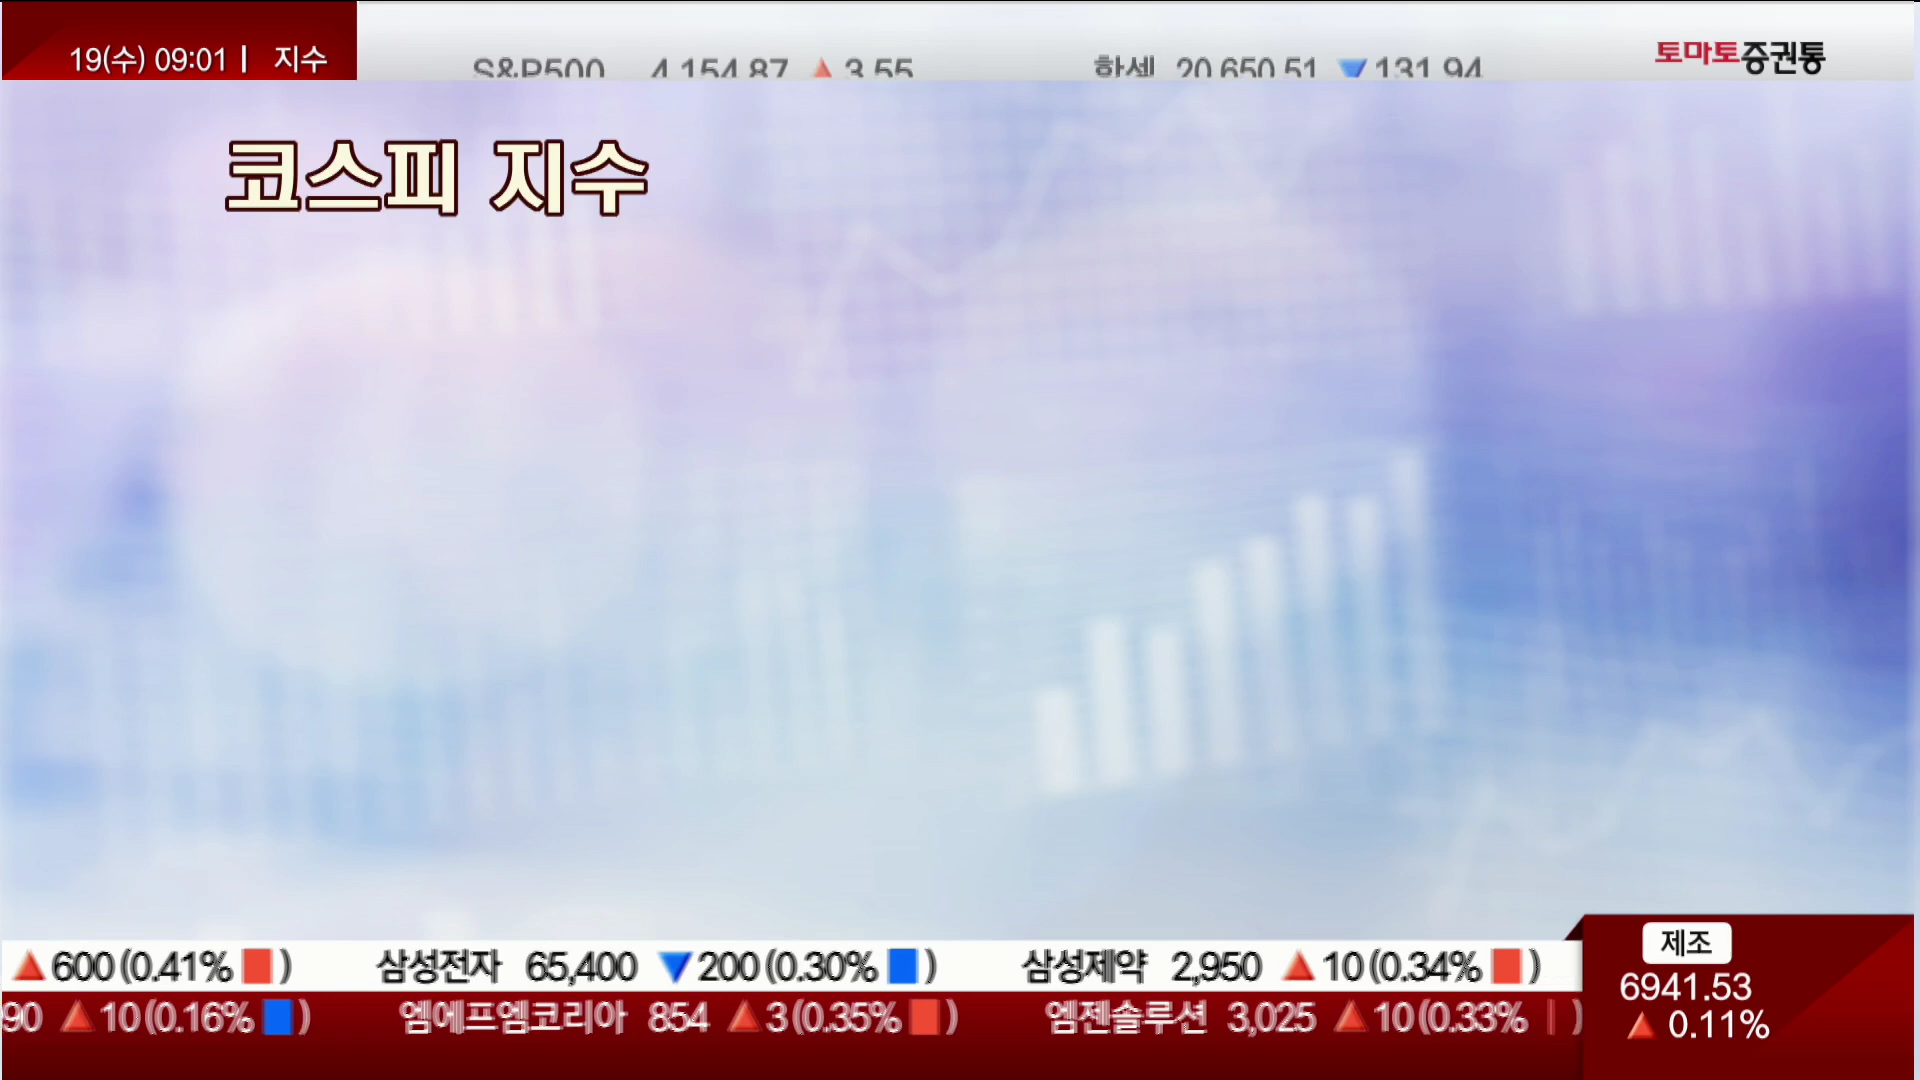 19(수) 09:01 | 지수
S&P500 4,154.87 ▲ 3.55 항셍 20,650.51 ▼ 131.94
토마토증권통
코스피 지수
▲ 600 (0.41% ) 삼성전자 65,400 ▼ 200 (0.30% ) 삼성제약 2,950 ▲ 10 (0.34% )
90 ▲ 10 (0.16% ) 엠에프엠코리아 854 ▲ 3 (0.35% ) 엠젠솔루션 3,025 ▲ 10 (0.33% )
제조
6941.53
▲ 0.11%